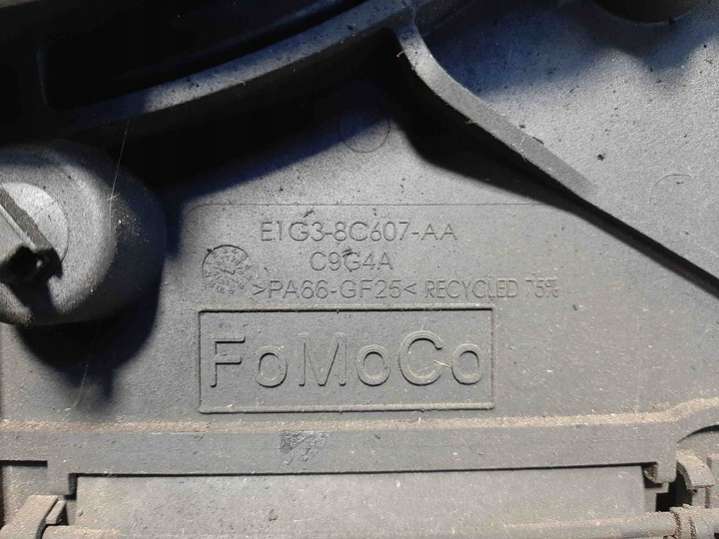 E1G3-8C607-AA
C9G4A
>PA66-GF25< RECYCLED 75%
FoMoCo